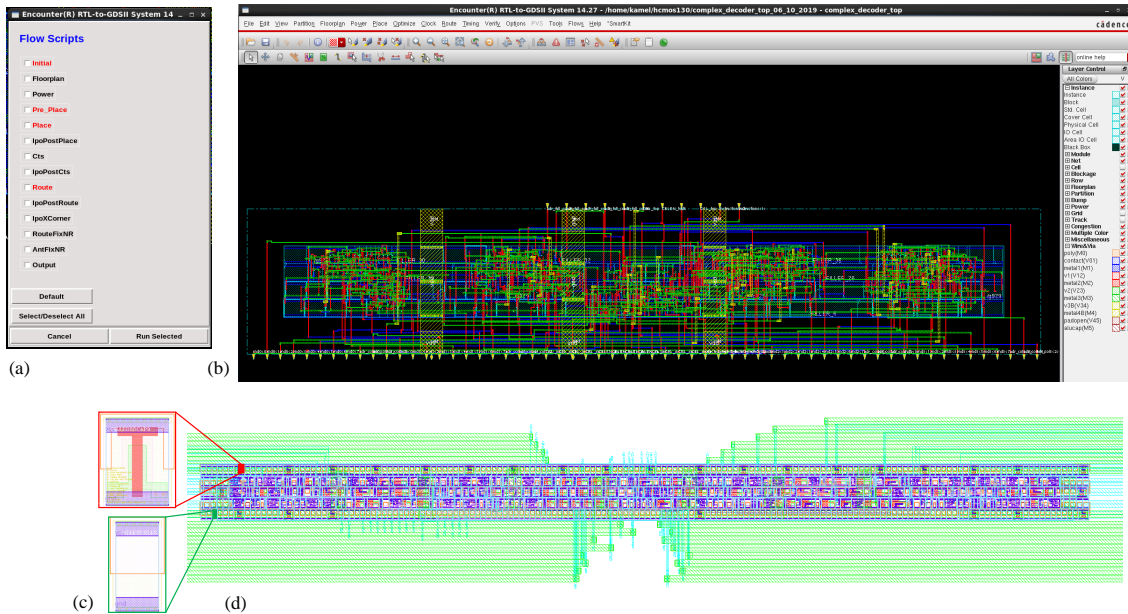 Encounter(R) RTL-to-GDSII System 14
Flow Scripts
Initial
Floorplan
Power
Pre_Place
Place
IpoPostPlace
Cts
IpoPostCts
Route
IpoPostRoute
IpoXCorner
RouteFixNR
AntFixNR
Output
Default
Select/Deselect All
Cancel Run Selected
(a)
Encounter(R) RTL-to-GDSII System 14.27 - /home/kamel/hcmos130/complex_decoder_top_06_10_2019 - complex_decoder_top
File Edit View Partition Floorplan Power Place Optimize Clock Route Timing Verify Options PVS Tools Flows Help *SmartKit
cādence
online help
Layer Control
All Colors V
Instance
Instance
Block
Std. Cell
Cover Cell
Physical Cell
IO Cell
Area IO Cell
Black Box
Module
Net
Cell
Blockage
Row
Floorplan
Partition
Bump
Power
Grid
Track
Congestion
Multiple Color
Miscellaneous
Wire&Via
poly(M0)
contact(V01)
metal1(M1)
v1(V12)
metal2(M2)
v2(V23)
metal3(M3)
v3B(V34)
metal4B(M4)
padopen(V45)
alucap(M5)
(b)
(c)
(d)